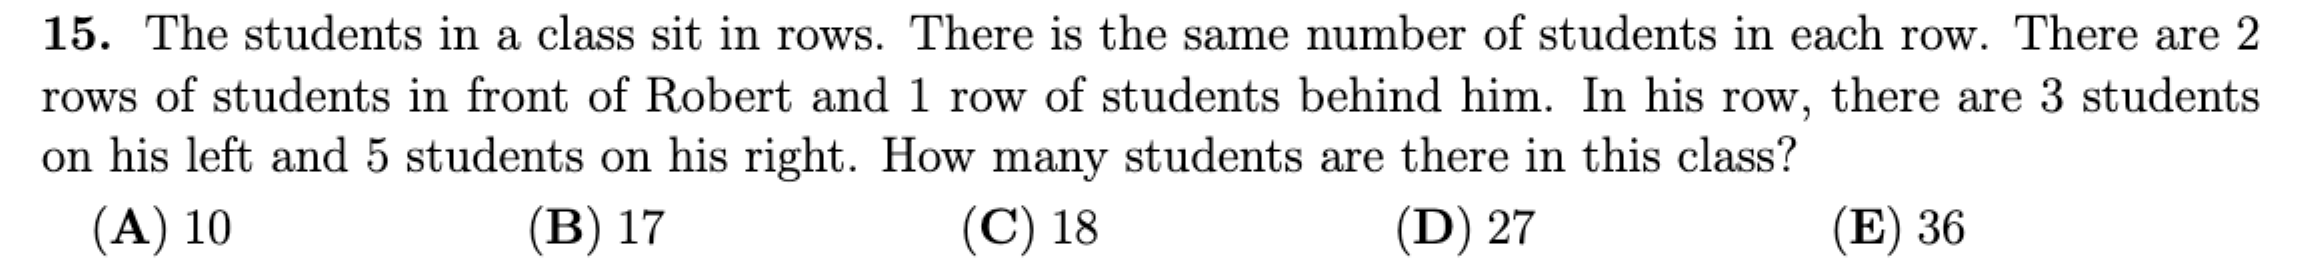 15. The students in a class sit in rows. There is the same number of students in each row. There are 2
rows of students in front of Robert and 1 row of students behind him. In his row, there are 3 students
on his left and 5 students on his right. How many students are there in this class?
(A) 10 (B) 17 (C) 18 (D) 27 (E) 36